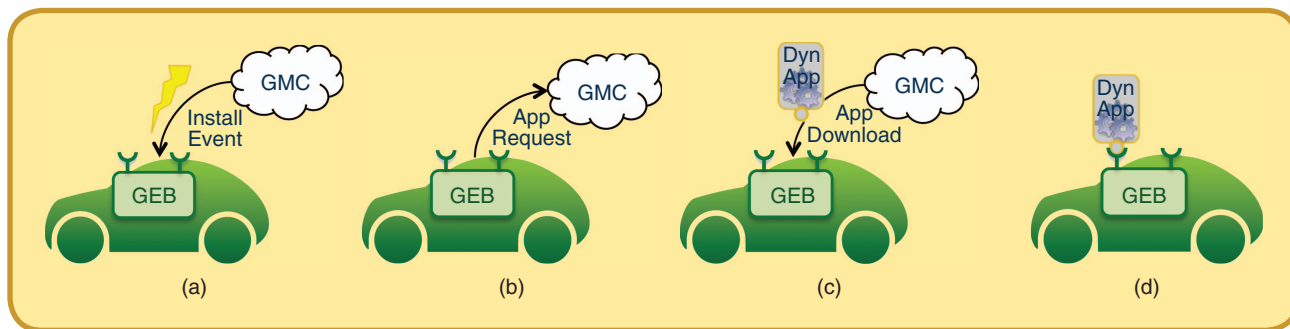 GMC
Install
Event
GEB
(a)
GMC
App
Request
GEB
(b)
Dyn
App
GMC
App
Download
GEB
(c)
Dyn
App
GEB
(d)